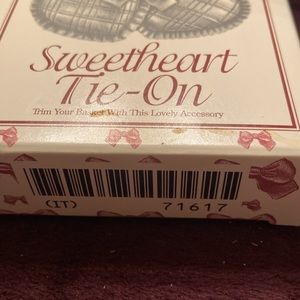 Sweetheart
Tie-On
Trim Your Basket With This Lovely Accessory
(IT) 71617